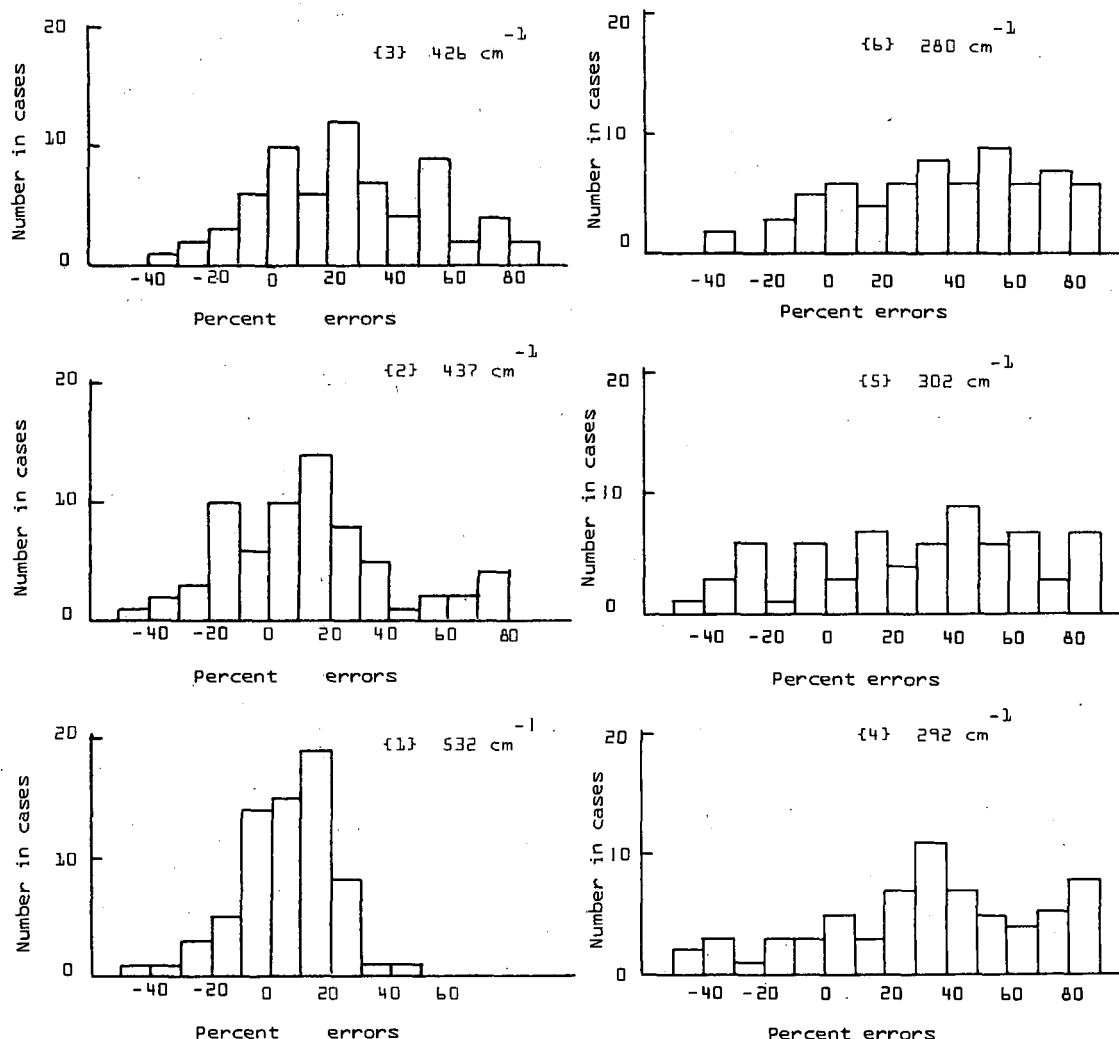 20
10
0
Number in cases
{3} 426 cm⁻¹
-40 -20 0 20 40 60 80
Percent errors
20
10
0
Number in cases
{6} 280 cm⁻¹
-40 -20 0 20 40 60 80
Percent errors
20
10
0
Number in cases
{2} 437 cm⁻¹
-40 -20 0 20 40 60 80
Percent errors
20
10
0
Number in cases
{5} 302 cm⁻¹
-40 -20 0 20 40 60 80
Percent errors
20
10
0
Number in cases
{1} 532 cm⁻¹
-40 -20 0 20 40 60
Percent errors
20
10
0
Number in cases
{4} 292 cm⁻¹
-40 -20 0 20 40 60 80
Percent errors